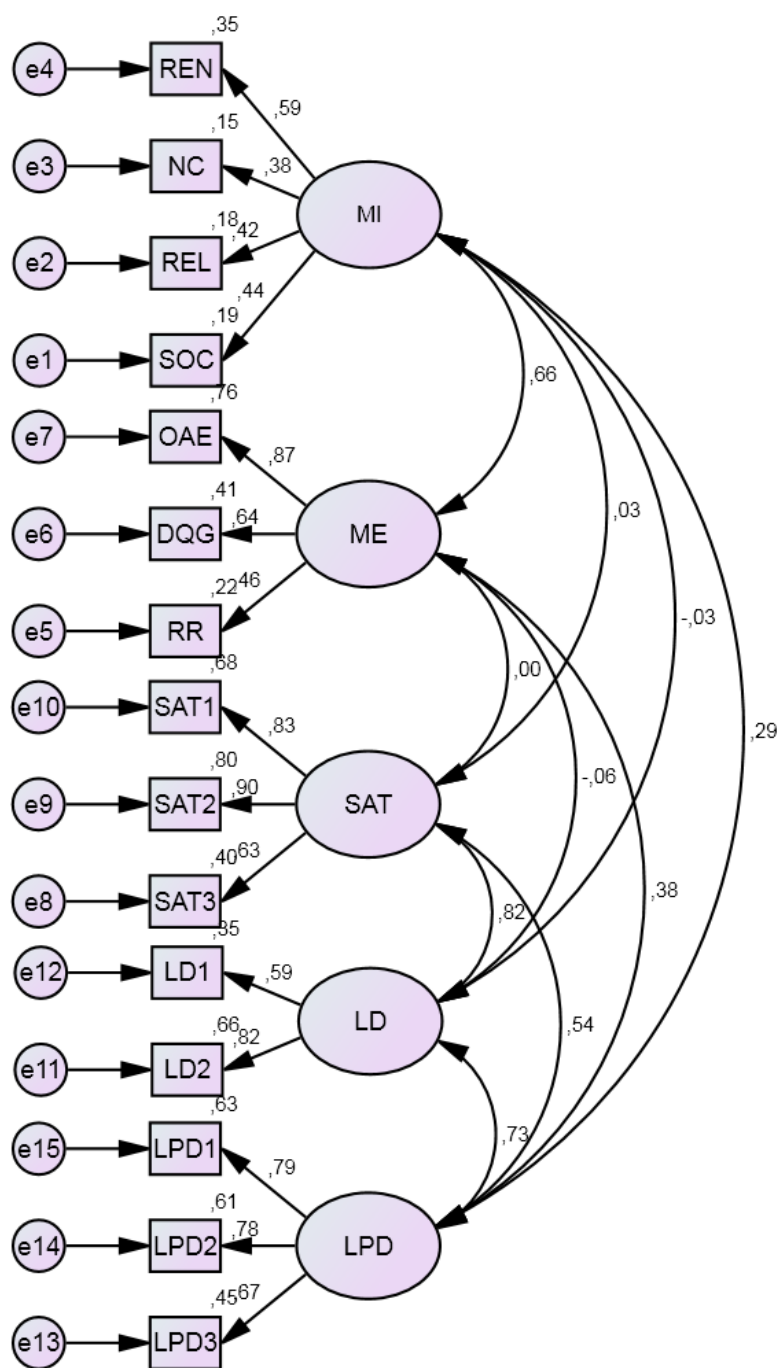 ,35
e4 REN
,59
,15
e3 NC ,38 MI
,18 ,42
e2 REL
,44
,19
e1 SOC
,66
,76
e7 OAE
,87
,41
e6 DQG ,64 ME ,03
,22 ,46
e5 RR
-,03
,68 ,00
e10 SAT1
,83 ,29
,80 -,06
e9 SAT2 ,90 SAT
,40 ,63
e8 SAT3 ,38
,82
,35
e12 LD1 ,59
LD
,66 ,82 ,54
e11 LD2
,63
e15 LPD1 ,73
,79
,61
e14 LPD2 ,78 LPD
,45 ,67
e13 LPD3